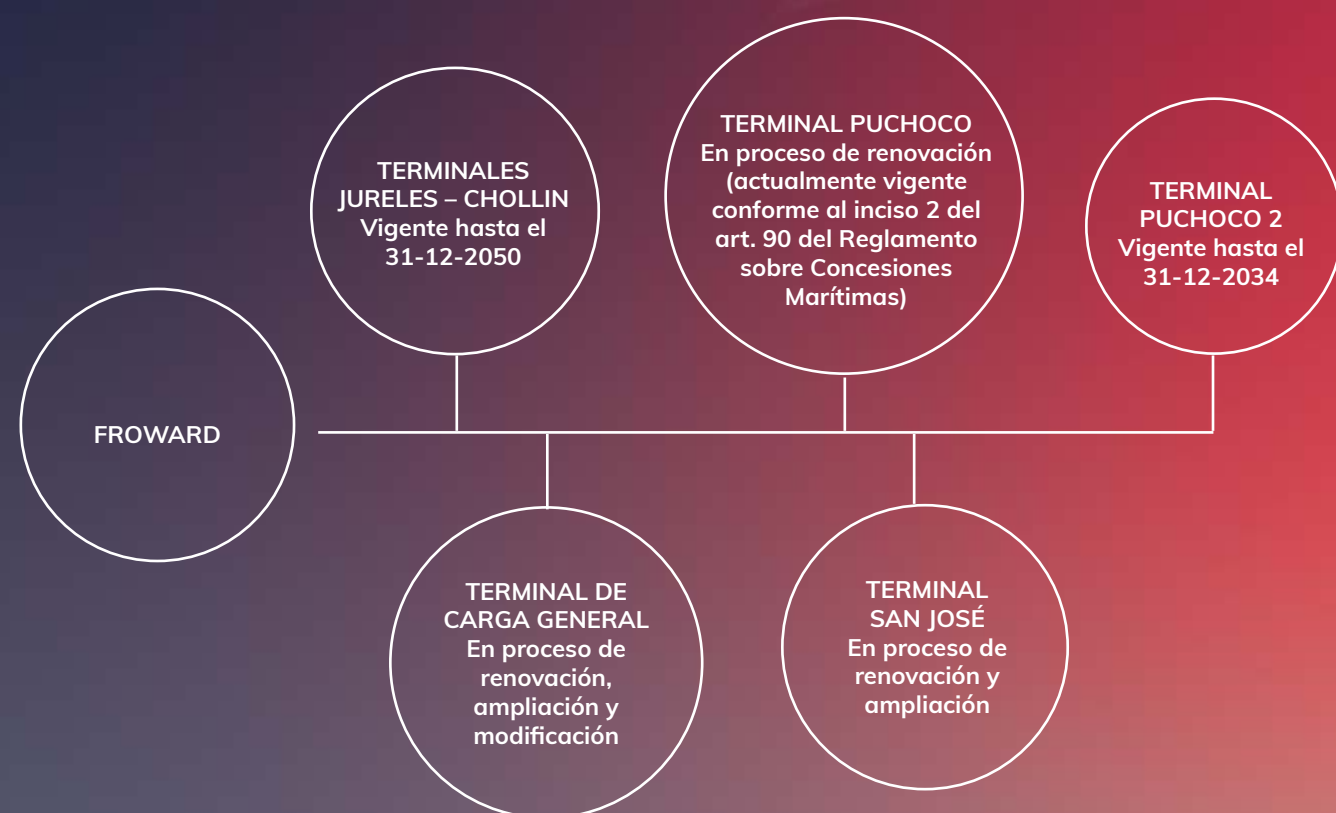 FROWARD
TERMINALES
JURELES – CHOLLIN
Vigente hasta el
31-12-2050
TERMINAL PUCHOCO
En proceso de renovación
(actualmente vigente
conforme al inciso 2 del
art. 90 del Reglamento
sobre Concesiones
Marítimas)
TERMINAL
PUCHOCO 2
Vigente hasta el
31-12-2034
TERMINAL DE
CARGA GENERAL
En proceso de
renovación,
ampliación y
modificación
TERMINAL
SAN JOSÉ
En proceso de
renovación y
ampliación